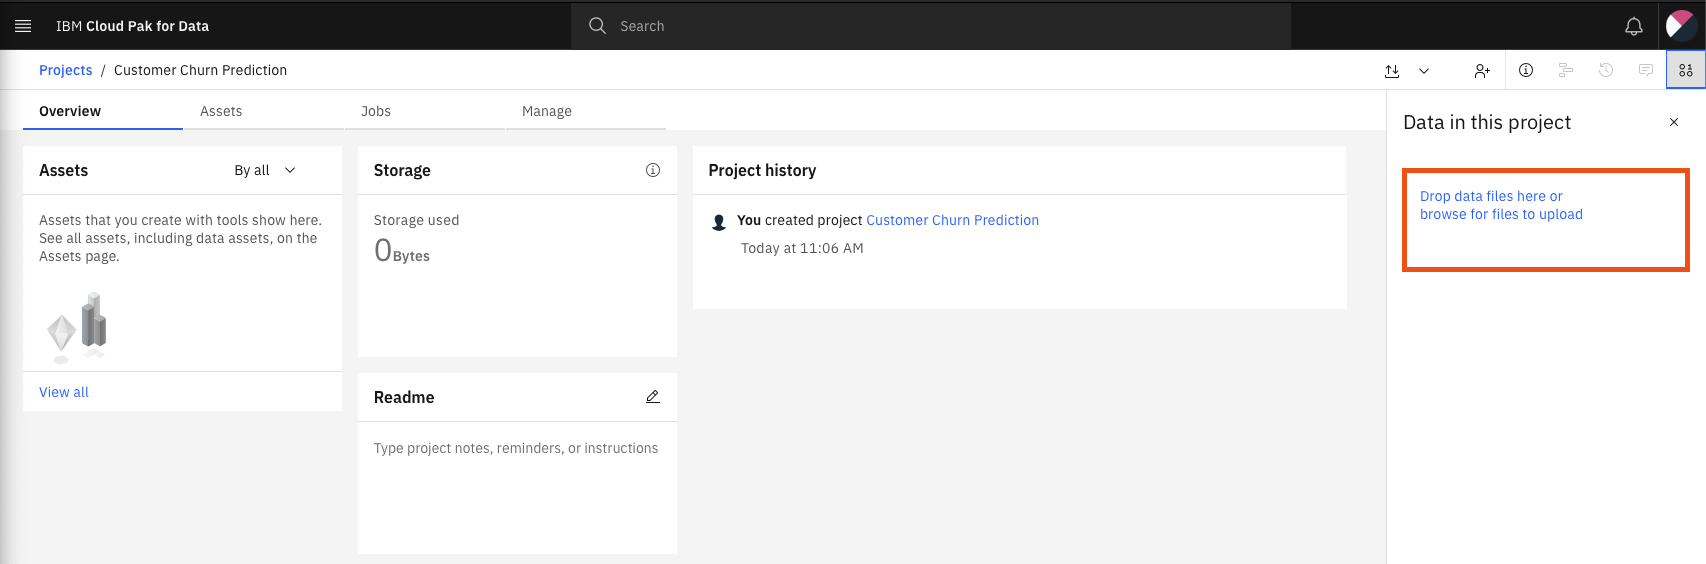 IBM Cloud Pak for Data
Search
Projects / Customer Churn Prediction
Overview
Assets
Jobs
Manage
Assets
By all
Assets that you create with tools show here.
See all assets, including data assets, on the
Assets page.
View all
Storage
Storage used
0Bytes
Readme
Type project notes, reminders, or instructions
Project history
You created project Customer Churn Prediction
Today at 11:06 AM
Data in this project
Drop data files here or
browse for files to upload